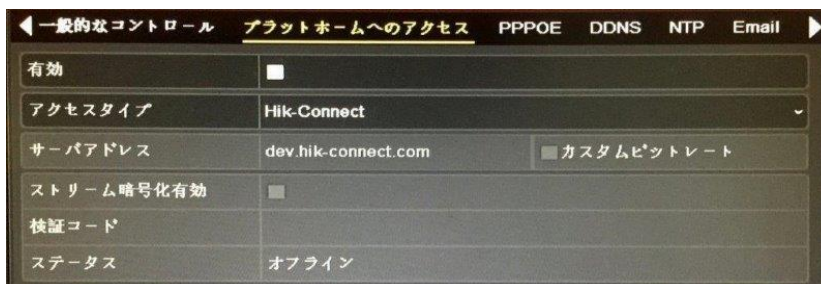 一般的なコントロール プラットホームへのアクセス PPPOE DDNS NTP Email
有効
アクセスタイプ Hik-Connect
サーバアドレス dev.hik-connect.com カスタムビットレート
ストリーム暗号化有効
検証コード
ステータス オフライン